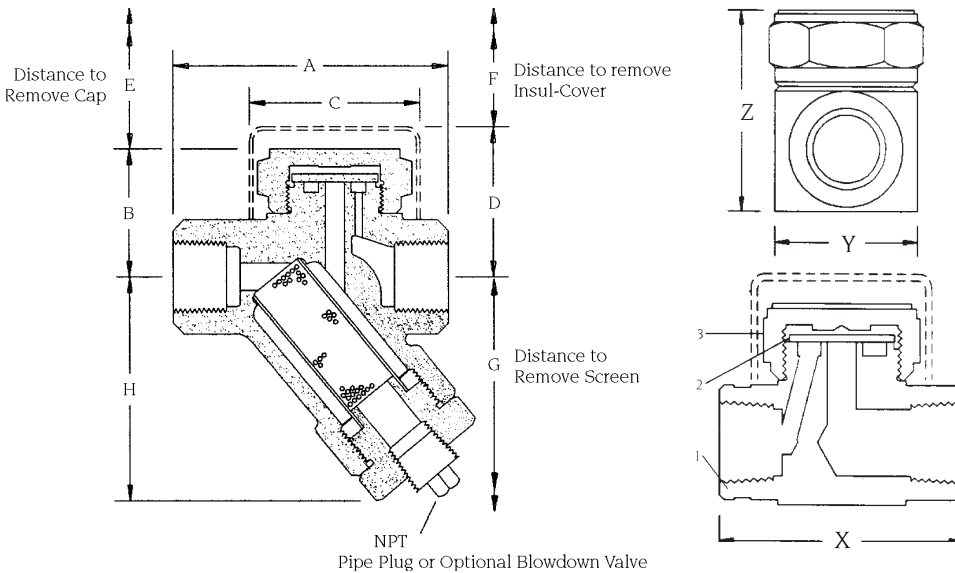 Distance to
Remove Cap
E
A
F
Distance to remove
Insul-Cover
C
B
D
H
G
Distance to
Remove Screen
NPT
Pipe Plug or Optional Blowdown Valve
Z
Y
3
2
1
X